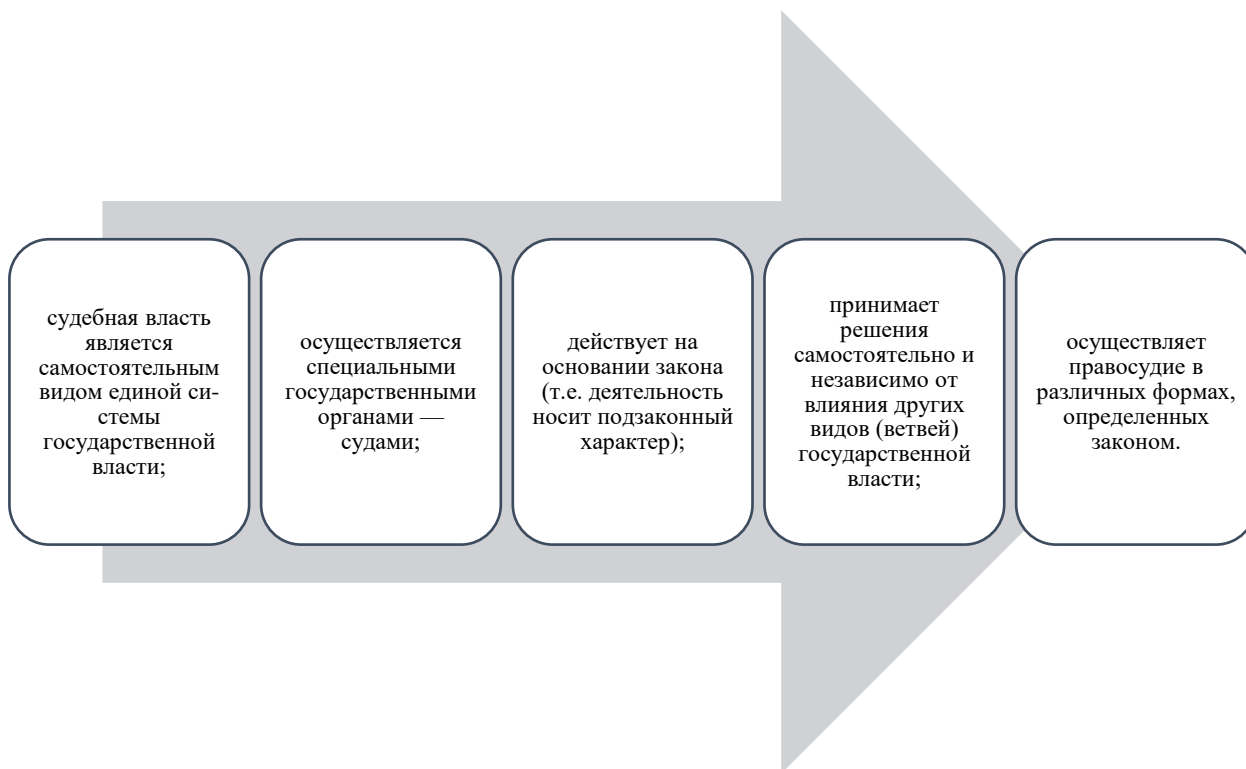 судебная власть
является
самостоятельным
видом единой си-
стемы
государственной
власти;
осуществляется
специальными
государственными
органами —
судами;
действует на
основании закона
(т.е. деятельность
носит подзаконный
характер);
принимает
решения
самостоятельно и
независимо от
влияния других
видов (ветвей)
государственной
власти;
осуществляет
правосудие в
различных формах,
определенных
законом.